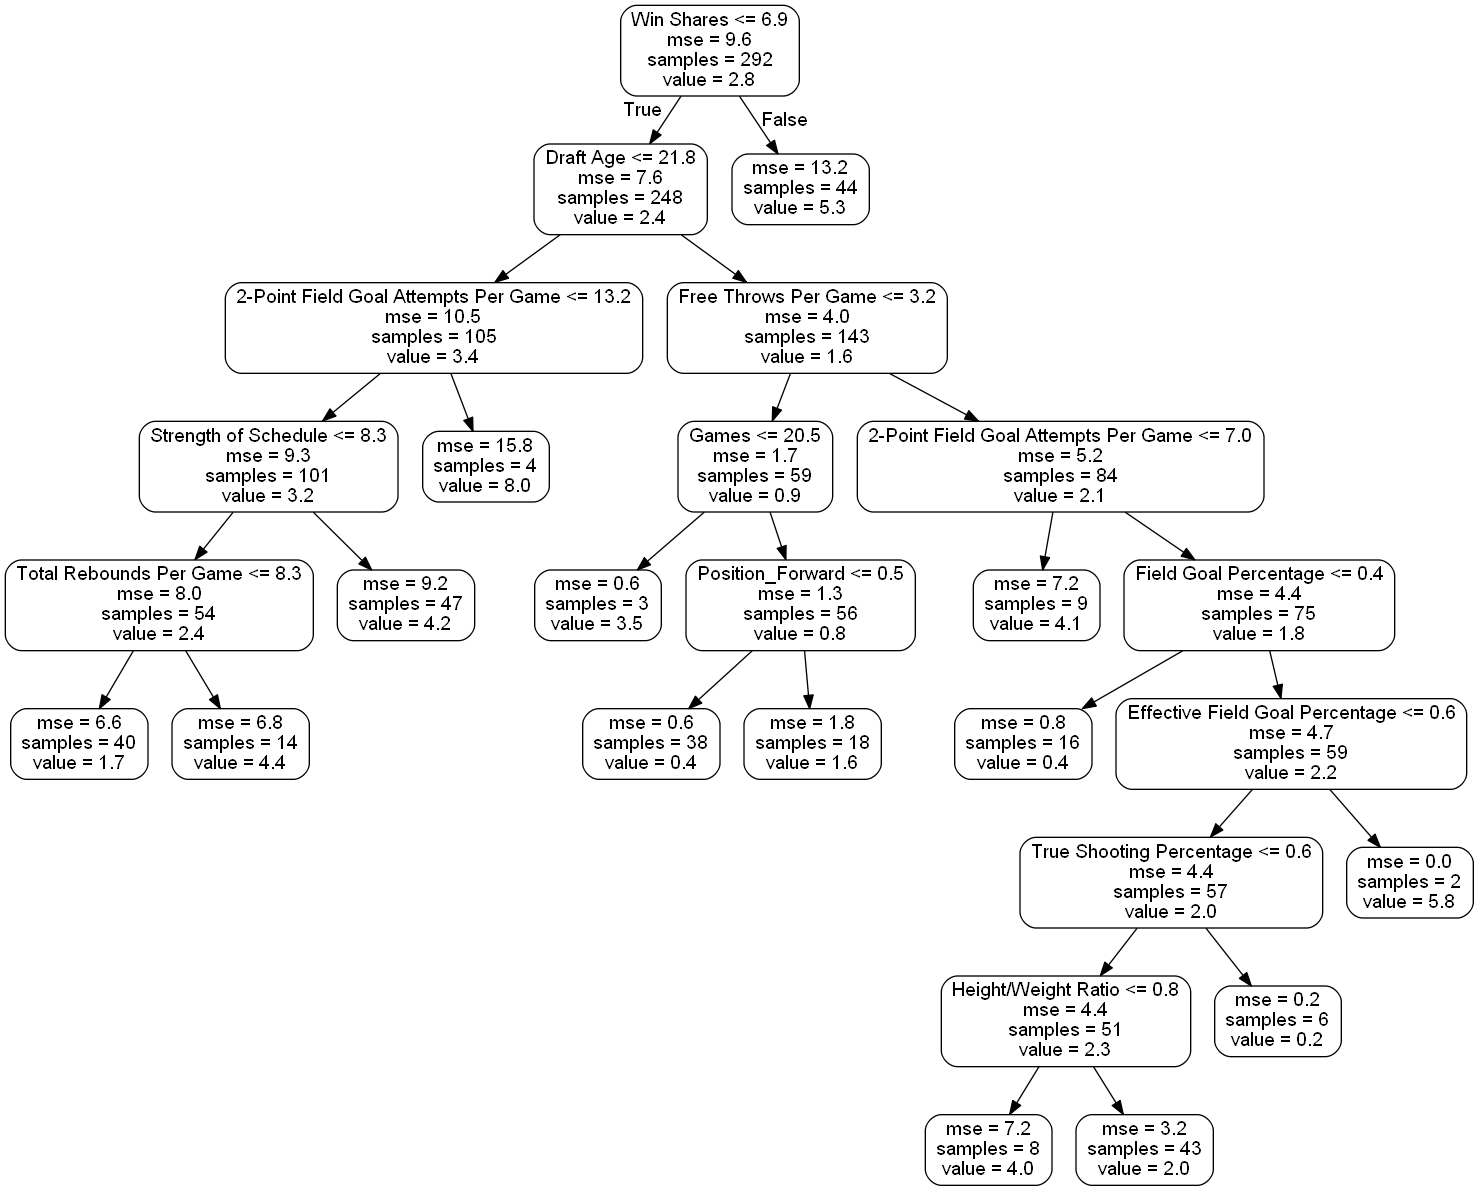 Win Shares <= 6.9
mse = 9.6
samples = 292
value = 2.8
True
False
Draft Age <= 21.8
mse = 7.6
samples = 248
value = 2.4
mse = 13.2
samples = 44
value = 5.3
2-Point Field Goal Attempts Per Game <= 13.2
mse = 10.5
samples = 105
value = 3.4
Free Throws Per Game <= 3.2
mse = 4.0
samples = 143
value = 1.6
Strength of Schedule <= 8.3
mse = 9.3
samples = 101
value = 3.2
mse = 15.8
samples = 4
value = 8.0
Games <= 20.5
mse = 1.7
samples = 59
value = 0.9
2-Point Field Goal Attempts Per Game <= 7.0
mse = 5.2
samples = 84
value = 2.1
Total Rebounds Per Game <= 8.3
mse = 8.0
samples = 54
value = 2.4
mse = 9.2
samples = 47
value = 4.2
mse = 0.6
samples = 3
value = 3.5
Position_Forward <= 0.5
mse = 1.3
samples = 56
value = 0.8
mse = 7.2
samples = 9
value = 4.1
Field Goal Percentage <= 0.4
mse = 4.4
samples = 75
value = 1.8
mse = 6.6
samples = 40
value = 1.7
mse = 6.8
samples = 14
value = 4.4
mse = 0.6
samples = 38
value = 0.4
mse = 1.8
samples = 18
value = 1.6
mse = 0.8
samples = 16
value = 0.4
Effective Field Goal Percentage <= 0.6
mse = 4.7
samples = 59
value = 2.2
True Shooting Percentage <= 0.6
mse = 4.4
samples = 57
value = 2.0
mse = 0.0
samples = 2
value = 5.8
Height/Weight Ratio <= 0.8
mse = 4.4
samples = 51
value = 2.3
mse = 0.2
samples = 6
value = 0.2
mse = 7.2
samples = 8
value = 4.0
mse = 3.2
samples = 43
value = 2.0